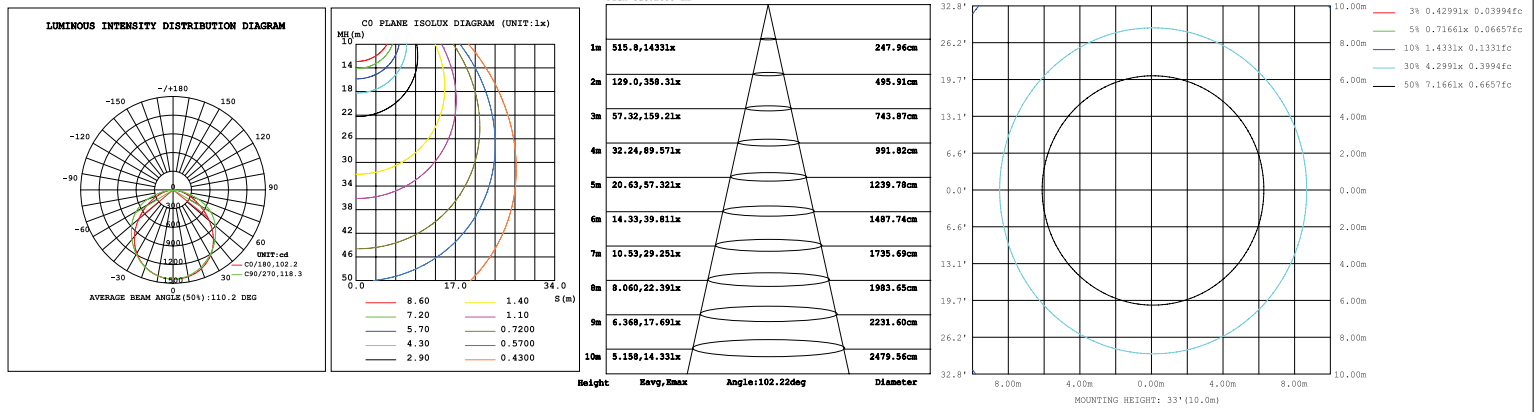 LUMINOUS INTENSITY DISTRIBUTION DIAGRAM
-/+180
-150 150
-120 120
-90 90
-60 60
-30 30
0
0
300
600
900
1200
1500
UNIT:cd
C0/180,102.2
C90/270,118.3
AVERAGE BEAM ANGLE(50%):110.2 DEG
C0 PLANE ISOLUX DIAGRAM (UNIT:lx)
MH(m)
10
14
18
22
26
30
34
38
42
46
50
0.0 17.0 34.0
S(m)
8.60 1.40
7.20 1.10
5.70 0.7200
4.30 0.5700
2.90 0.4300
1m 515.8,1433lx 247.96cm
2m 129.0,358.3lx 495.91cm
3m 57.32,159.2lx 743.87cm
4m 32.24,89.57lx 991.82cm
5m 20.63,57.32lx 1239.78cm
6m 14.33,39.81lx 1487.74cm
7m 10.53,29.25lx 1735.69cm
8m 8.060,22.39lx 1983.65cm
9m 6.368,17.69lx 2231.60cm
10m 5.158,14.33lx 2479.56cm
Height Eavg,Emax Angle:102.22deg Diameter
32.8' 10.00m
26.2' 8.00m
19.7' 6.00m
13.1' 4.00m
6.6' 2.00m
0.0' 0.00m
6.6' 2.00m
13.1' 4.00m
19.7' 6.00m
26.2' 8.00m
32.8' 10.00m
8.00m 4.00m 0.00m 4.00m 8.00m
MOUNTING HEIGHT: 33'(10.0m)
3% 0.4299lx 0.03994fc
5% 0.7166lx 0.06657fc
10% 1.433lx 0.1331fc
30% 4.299lx 0.3994fc
50% 7.166lx 0.6657fc